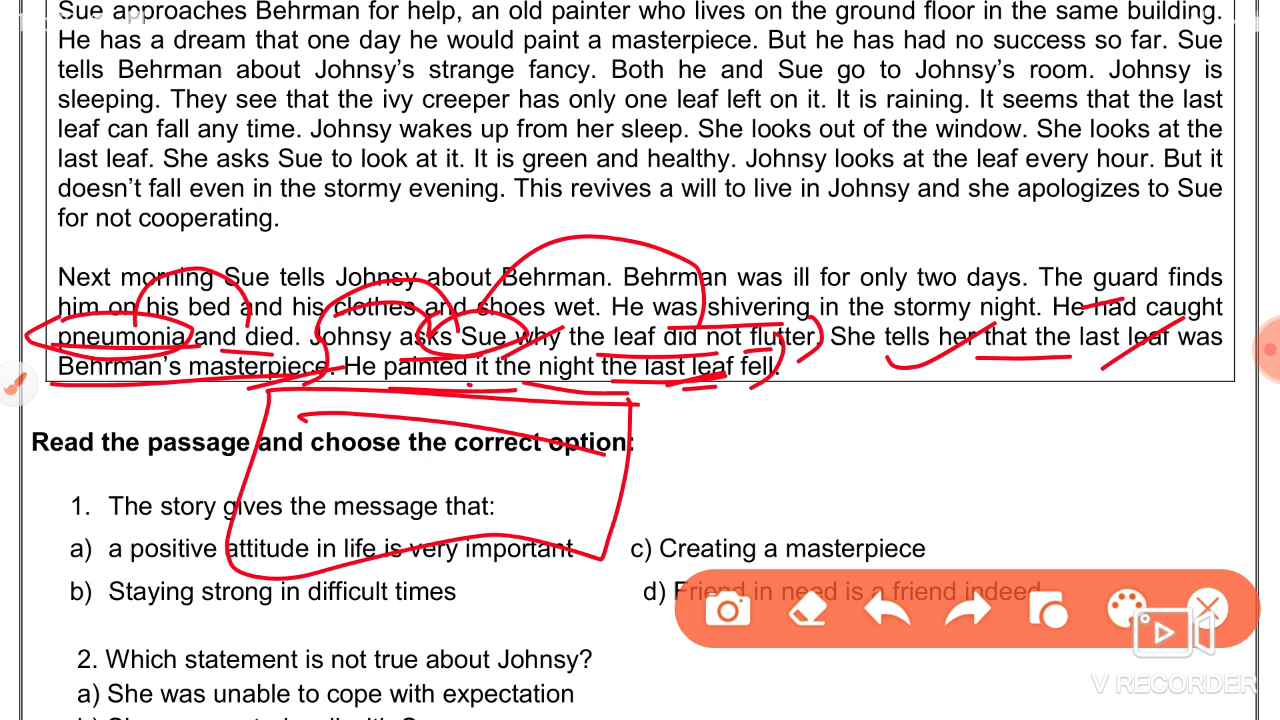 Sue approaches Behrman for help, an old painter who lives on the ground floor in the same building.
He has a dream that one day he would paint a masterpiece. But he has had no success so far. Sue
tells Behrman about Johnsy’s strange fancy. Both he and Sue go to Johnsy’s room. Johnsy is
sleeping. They see that the ivy creeper has only one leaf left on it. It is raining. It seems that the last
leaf can fall any time. Johnsy wakes up from her sleep. She looks out of the window. She looks at the
last leaf. She asks Sue to look at it. It is green and healthy. Johnsy looks at the leaf every hour. But it
doesn’t fall even in the stormy evening. This revives a will to live in Johnsy and she apologizes to Sue
for not cooperating.
Next morning Sue tells Johnsy about Behrman. Behrman was ill for only two days. The guard finds
him on his bed and his clothes and shoes wet. He was shivering in the stormy night. He had caught
pneumonia and died. Johnsy asks Sue why the leaf did not flutter. She tells her that the last leaf was
Behrman’s masterpiece. He painted it the night the last leaf fell.
Read the passage and choose the correct option:
1. The story gives the message that:
a) a positive attitude in life is very important c) Creating a masterpiece
b) Staying strong in difficult times d) Friend in need is a friend indeed
2. Which statement is not true about Johnsy?
a) She was unable to cope with expectation
V RECORDER